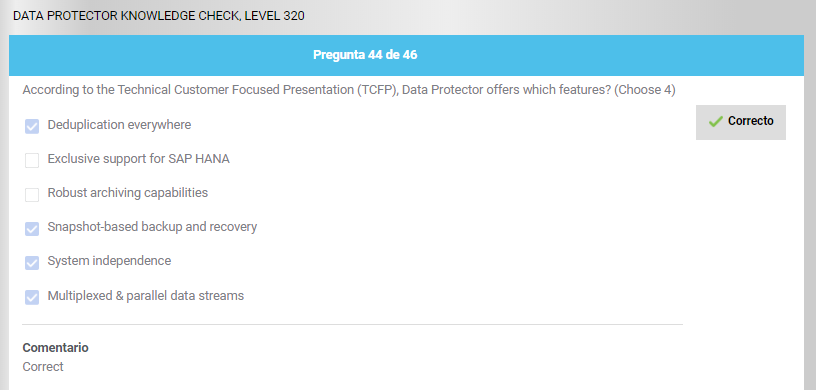 DATA PROTECTOR KNOWLEDGE CHECK, LEVEL 320
Pregunta 44 de 46
According to the Technical Customer Focused Presentation (TCFP), Data Protector offers which features? (Choose 4)
Correcto
Deduplication everywhere
Exclusive support for SAP HANA
Robust archiving capabilities
Snapshot-based backup and recovery
System independence
Multiplexed & parallel data streams
Comentario
Correct